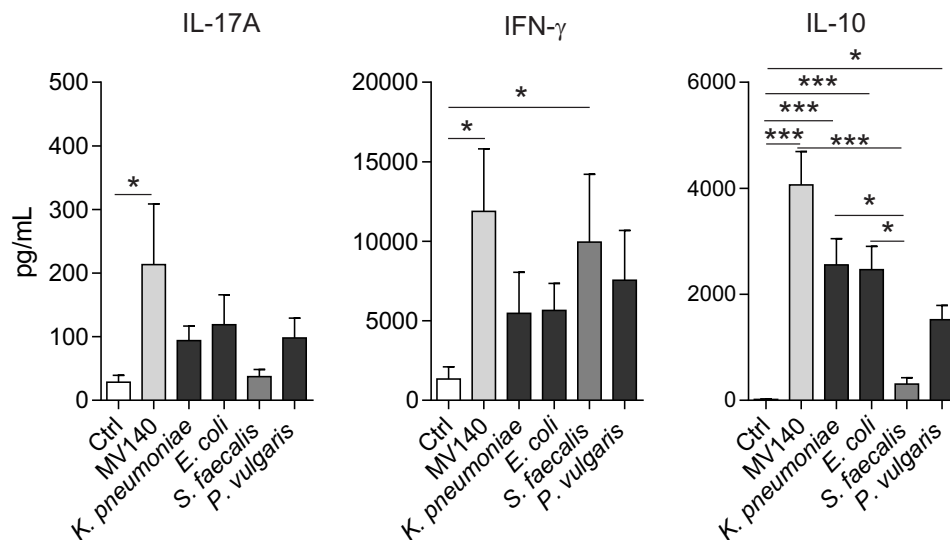 IL-17A
pg/mL
500
400
300
200
100
0
*
Ctrl
MV140
K. pneumoniae
E. coli
S. faecalis
P. vulgaris
IFN-γ
20000
15000
10000
5000
0
*
*
Ctrl
MV140
K. pneumoniae
E. coli
S. faecalis
P. vulgaris
IL-10
6000
4000
2000
0
*
***
***
*** ***
*
*
Ctrl
MV140
K. pneumoniae
E. coli
S. faecalis
P. vulgaris